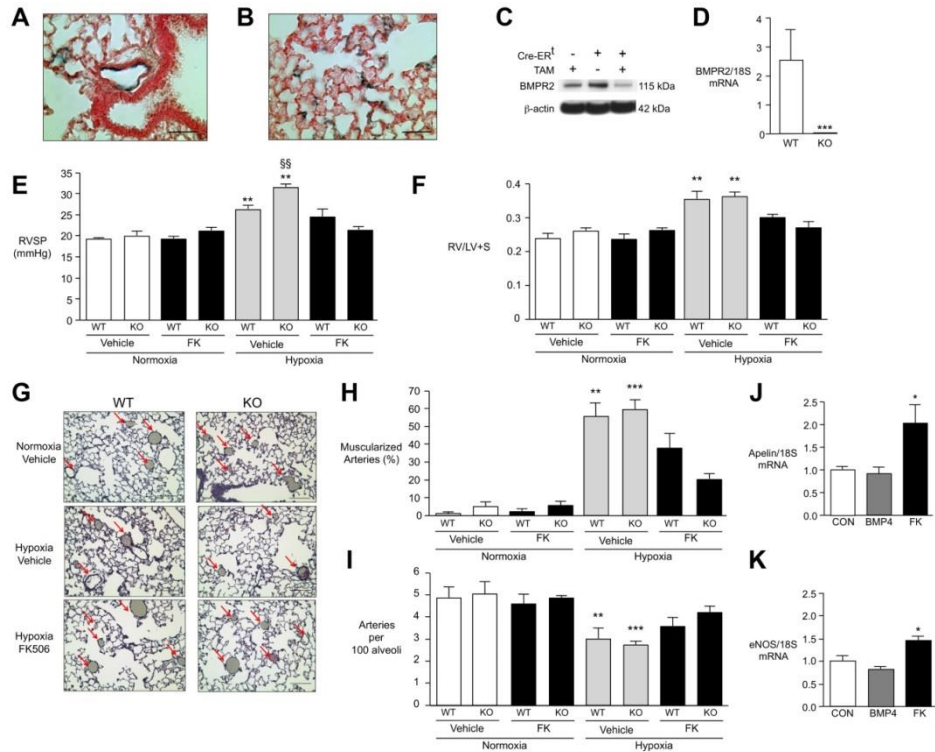 A
B
C
Cre-ERt - + +
TAM + - +
BMPR2 115 kDa
β-actin 42 kDa
D
BMPR2/18S
mRNA
4
3
2
1
0
***
WT KO
E
RVSP
(mmHg)
35
30
25
20
15
10
5
0
**
§§
**
WT KO WT KO WT KO WT KO
Vehicle FK Vehicle FK
Normoxia Hypoxia
F
RV/LV+S
0.4
0.3
0.2
0.1
0
** **
WT KO WT KO WT KO WT KO
Vehicle FK Vehicle FK
Normoxia Hypoxia
G
WT KO
Normoxia
Vehicle
Hypoxia
Vehicle
Hypoxia
FK506
H
Muscularized
Arteries (%)
70
60
50
40
30
20
10
0
** ***
WT KO WT KO WT KO WT KO
Vehicle FK Vehicle FK
Normoxia Hypoxia
I
Arteries
per
100 alveoli
6
5
4
3
2
1
0
** ***
WT KO WT KO WT KO WT KO
Vehicle FK Vehicle FK
Normoxia Hypoxia
J
Apelin/18S
mRNA
2.5
2.0
1.5
1.0
0.5
0.0
*
CON BMP4 FK
K
eNOS/18S
mRNA
2.0
1.5
1.0
0.5
0.0
*
CON BMP4 FK